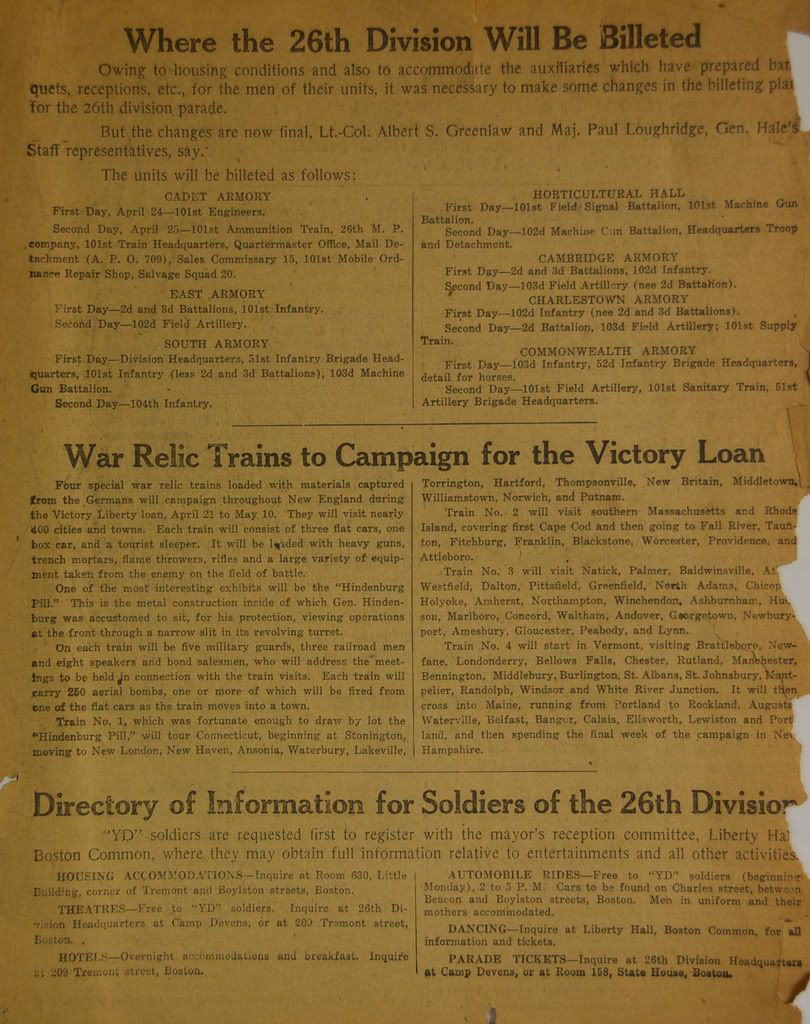 Where the 26th Division Will Be Billeted
Owing to housing conditions and also to accommodate the auxiliaries which have prepared
quets, receptions, etc., for the men of their units, it was necessary to make some changes in the billeting
for the 26th division parade.
But the changes are now final, Lt.-Col. Albert S. Greenlaw and Maj. Paul Loughridge, Gen. Hale's
Staff representatives, say.
The units will be billeted as follows:
CADET ARMORY
First Day, April 24—101st Engineers.
Second Day, April 25—101st Ammunition Train, 26th M. P.
company, 101st Train Headquarters, Quartermaster Office, Mail De-
tachment (A. P. O. 709), Sales Commissary 15, 101st Mobile Ord-
nance Repair Shop, Salvage Squad 20.
EAST ARMORY
First Day—2d and 3d Battalions, 101st Infantry.
Second Day—102d Field Artillery.
SOUTH ARMORY
First Day—Division Headquarters, 51st Infantry Brigade Head-
quarters, 101st Infantry (less 2d and 3d Battalions), 103d Machine
Gun Battalion.
Second Day—104th Infantry.
HORTICULTURAL HALL
First Day—101st Field Signal Battalion, 101st Machine Gun
Battalion.
Second Day—102d Machine Gun Battalion, Headquarters Troop
and Detachment.
CAMBRIDGE ARMORY
First Day—2d and 3d Battalions, 102d Infantry.
Second Day—103d Field Artillery (nee 2d Battalion).
CHARLESTOWN ARMORY
First Day—102d Infantry (nee 2d and 3d Battalions).
Second Day—2d Battalion, 103d Field Artillery; 101st Supply
Train.
COMMONWEALTH ARMORY
First Day—103d Infantry, 52d Infantry Brigade Headquarters,
detail for horses.
Second Day—101st Field Artillery, 101st Sanitary Train, 51st
Artillery Brigade Headquarters.
War Relic Trains to Campaign for the Victory Loan
Four special war relic trains loaded with materials captured
from the Germans will campaign throughout New England during
the Victory Liberty loan, April 21 to May 10. They will visit nearly
400 cities and towns. Each train will consist of three flat cars, one
box car, and a tourist sleeper. It will be loaded with heavy guns,
trench mortars, flame throwers, rifles and a large variety of equip-
ment taken from the enemy on the field of battle.
One of the most interesting exhibits will be the "Hindenburg
Pill." This is the metal construction inside of which Gen. Hinden-
burg was accustomed to sit, for his protection, viewing operations
at the front through a narrow slit in its revolving turret.
On each train will be five military guards, three railroad men
and eight speakers and bond salesmen, who will address the meet-
ings to be held in connection with the train visits. Each train will
carry 250 aerial bombs, one or more of which will be fired from
one of the flat cars as the train moves into a town.
Train No. 1, which was fortunate enough to draw by lot the
"Hindenburg Pill," will tour Connecticut, beginning at Stonington,
moving to New London, New Haven, Ansonia, Waterbury, Lakeville,
Torrington, Hartford, Thompsonville, New Britain, Middletown,
Williamstown, Norwich, and Putnam.
Train No. 2 will visit southern Massachusetts and Rhode
Island, covering first Cape Cod and then going to Fall River, Taun-
ton, Fitchburg, Franklin, Blackstone, Worcester, Providence, and
Attleboro.
Train No. 3 will visit Natick, Palmer, Baldwinsville,
Westfield, Dalton, Pittsfield, Greenfield, North Adams,
Holyoke, Amherst, Northampton, Winchendon, Ashburnham,
son, Marlboro, Concord, Waltham, Andover, Georgetown, Newbury-
port, Amesbury, Gloucester, Peabody, and Lynn.
Train No. 4 will start in Vermont, visiting Brattleboro, New-
fane, Londonderry, Bellows Falls, Chester, Rutland, Manchester,
Bennington, Middlebury, Burlington, St. Albans, St. Johnsbury, Mont-
pelier, Randolph, Windsor and White River Junction. It will then
cross into Maine, running from Portland to Rockland, Augusta
Waterville, Belfast, Bangor, Calais, Ellsworth, Lewiston and Port
land, and then spending the final week of the campaign in New
Hampshire.
Directory of Information for Soldiers of the 26th Division
"YD" soldiers are requested first to register with the mayor's reception committee, Liberty
Boston Common, where they may obtain full information relative to entertainments and all other activities.
HOUSING ACCOMMODATIONS—Inquire at Room 630, Little
Building, corner of Tremont and Boylston streets, Boston.
THEATRES—Free to "YD" soldiers. Inquire at 26th Di-
vision Headquarters at Camp Devens, or at 209 Tremont street,
Boston.
HOTELS—Overnight accommodations and breakfast. Inquire
at 209 Tremont street, Boston.
AUTOMOBILE RIDES—Free to "YD" soldiers (beginning
Monday), 2 to 5 P. M. Cars to be found on Charles street, between
Beacon and Boylston streets, Boston. Men in uniform and their
mothers accommodated.
DANCING—Inquire at Liberty Hall, Boston Common, for all
information and tickets.
PARADE TICKETS—Inquire at 26th Division Headquarters
at Camp Devens, or at Room 158, State House, Boston.